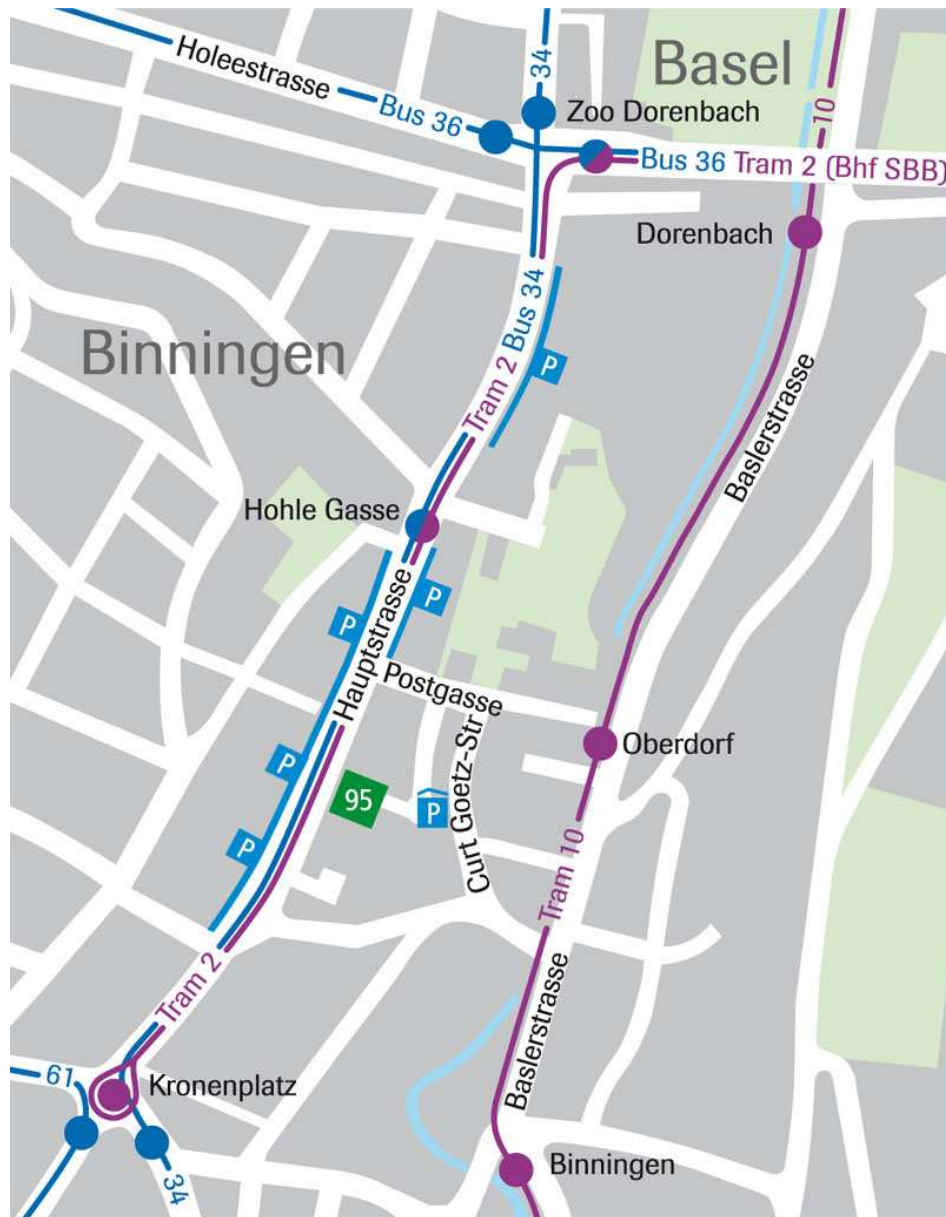 Holeestrasse
Bus 36
34
Basel
Zoo Dorenbach
10
Bus 36 Tram 2 (Bhf SBB)
Dorenbach
Binningen
Tram 2 Bus 34
P
Baslerstrasse
Hohle Gasse
P
P
Hauptstrasse
Postgasse
Oberdorf
P
95
P
Curt Goetz-Str
P
Tram 10
Tram 2
Baslerstrasse
61
Kronenplatz
34
Binningen